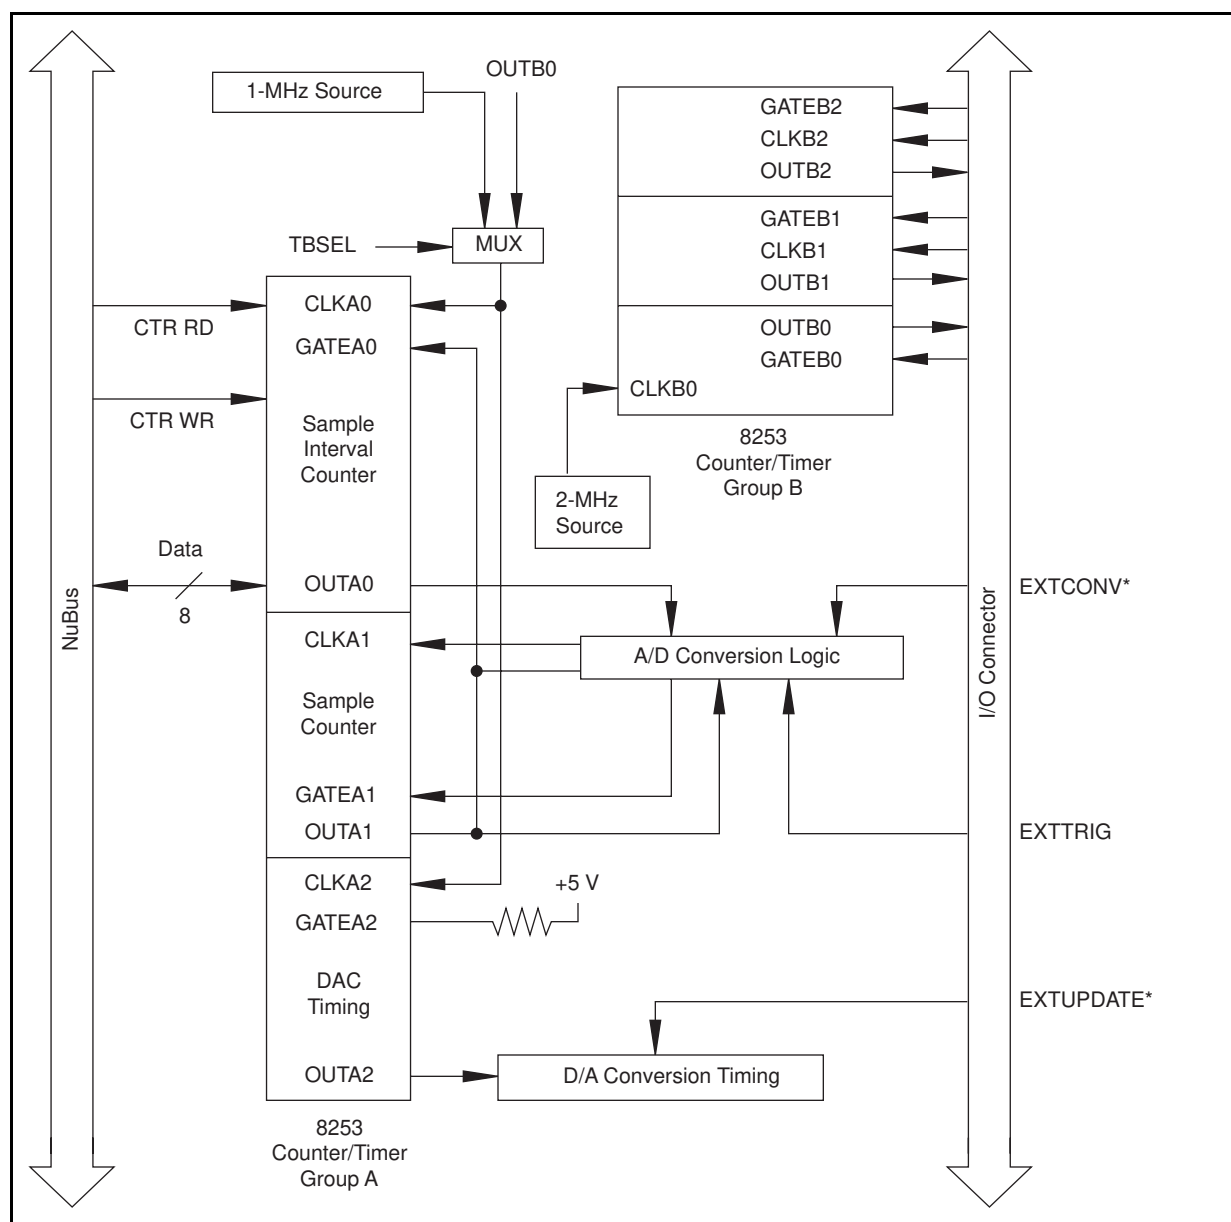 OUTB0
1-MHz Source
TBSEL
MUX
GATEB2
CLKB2
OUTB2
GATEB1
CLKB1
OUTB1
OUTB0
GATEB0
CLKB0
8253
Counter/Timer
Group B
2-MHz
Source
CTR RD
CTR WR
Data
8
NuBus
CLKA0
GATEA0
Sample
Interval
Counter
OUTA0
CLKA1
Sample
Counter
GATEA1
OUTA1
CLKA2
GATEA2
+5 V
DAC
Timing
OUTA2
8253
Counter/Timer
Group A
A/D Conversion Logic
D/A Conversion Timing
I/O Connector
EXTCONV*
EXTTRIG
EXTUPDATE*